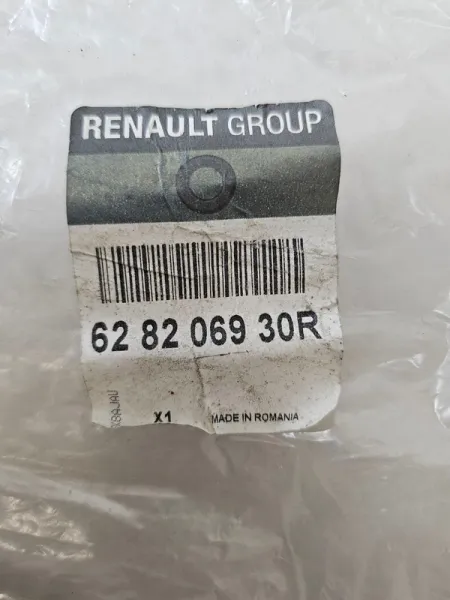 RENAULT GROUP
62 82 069 30R
X1
MADE IN ROMANIA